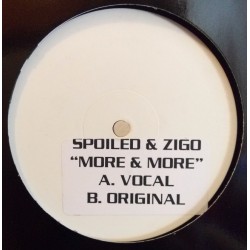 SPOILED & ZIGO
"MORE & MORE"
A. VOCAL
B. ORIGINAL